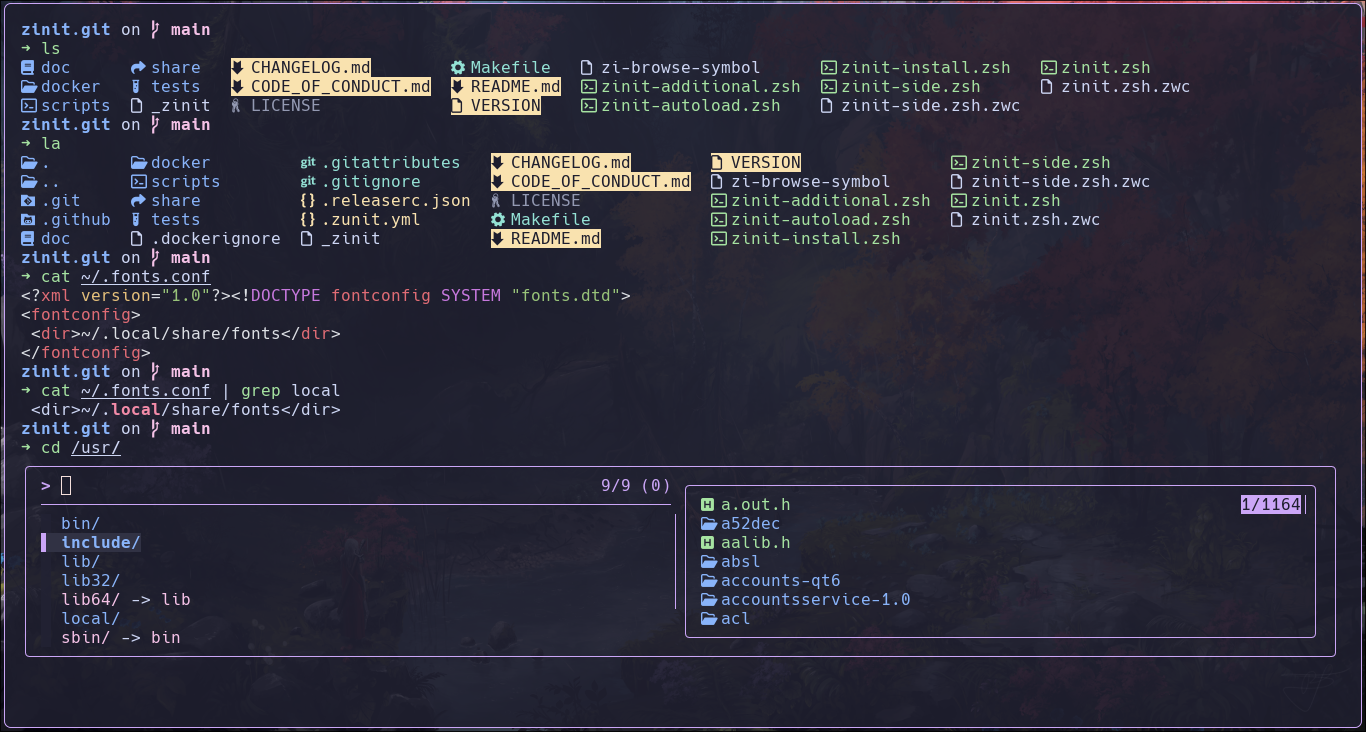 zinit.git on main
➜ ls
doc share CHANGELOG.md Makefile zi-browse-symbol zinit-install.zsh zinit.zsh
docker tests CODE_OF_CONDUCT.md README.md zinit-additional.zsh zinit-side.zsh zinit.zsh.zwc
scripts _zinit LICENSE VERSION zinit-autoload.zsh zinit-side.zsh.zwc
zinit.git on main
➜ la
. docker git .gitattributes CHANGELOG.md VERSION zinit-side.zsh
.. scripts git .gitignore CODE_OF_CONDUCT.md zi-browse-symbol zinit-side.zsh.zwc
.git share {} .releaserc.json LICENSE zinit-additional.zsh zinit.zsh
.github tests {} .zunit.yml Makefile zinit-autoload.zsh zinit.zsh.zwc
doc .dockerignore _zinit README.md zinit-install.zsh
zinit.git on main
➜ cat ~/.fonts.conf
<?xml version="1.0"?><!DOCTYPE fontconfig SYSTEM "fonts.dtd">
<fontconfig>
 <dir>~/.local/share/fonts</dir>
</fontconfig>
zinit.git on main
➜ cat ~/.fonts.conf | grep local
 <dir>~/.local/share/fonts</dir>
zinit.git on main
➜ cd /usr/
> 9/9 (0)
bin/
include/
lib/
lib32/
lib64/ -> lib
local/
sbin/ -> bin
H a.out.h 1/1164
a52dec
H aalib.h
absl
accounts-qt6
accountsservice-1.0
acl